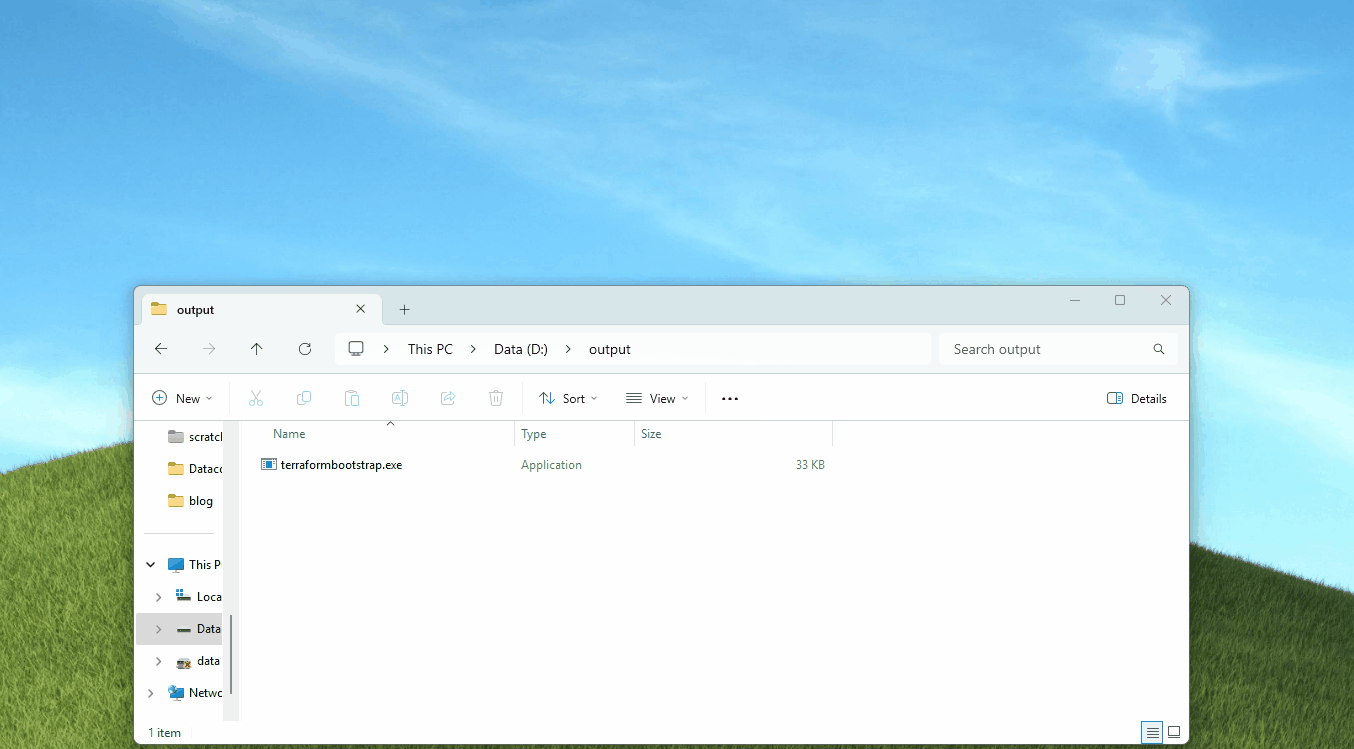 output
This PC Data (D:) output Search output
New Sort View Details
Name Type Size
terraformbootstrap.exe Application 33 KB
scratcl
Dataco
blog
This P
Loca
Data
data
Netwo
1 item